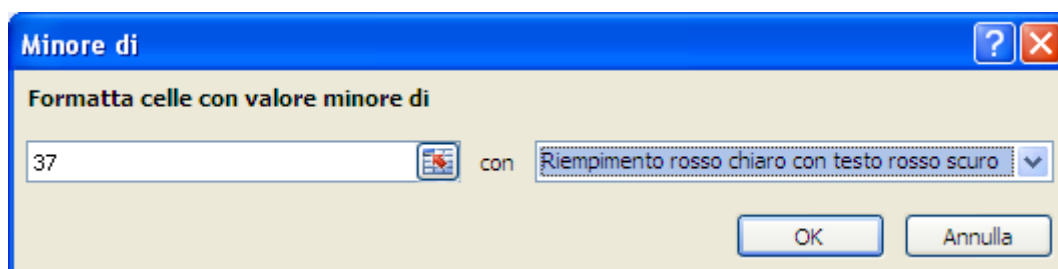 Minore di
Formatta celle con valore minore di
37 con Riempimento rosso chiaro con testo rosso scuro
OK Annulla